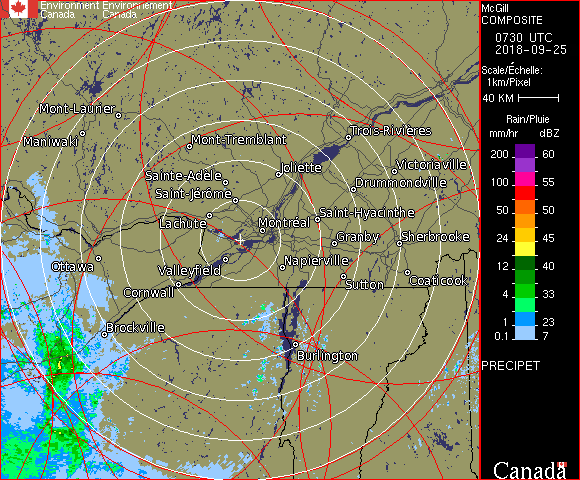 Environment Environnement
Canada Canada
McGill
COMPOSITE
0730 UTC
2018-09-25
Scale/Échelle:
1km/Pixel
40 KM
Rain/Pluie
mm/hr dBZ
200 60
100 55
85 55
50 50
24 45
12 40
4 33
1 23
0.1 7
PRECIPET
Canada
Mont-Laurier
Maniwaki
Mont-Tremblant
Trois-Rivières
Sainte-Adèle
Joliette
Victoriaville
Saint-Jérôme
Drummondville
Lachute
Montréal
Saint-Hyacinthe
Granby
Sherbrooke
Ottawa
Valleyfield
Napierville
Cornwall
Sutton
Coaticook
Brockville
Burlington